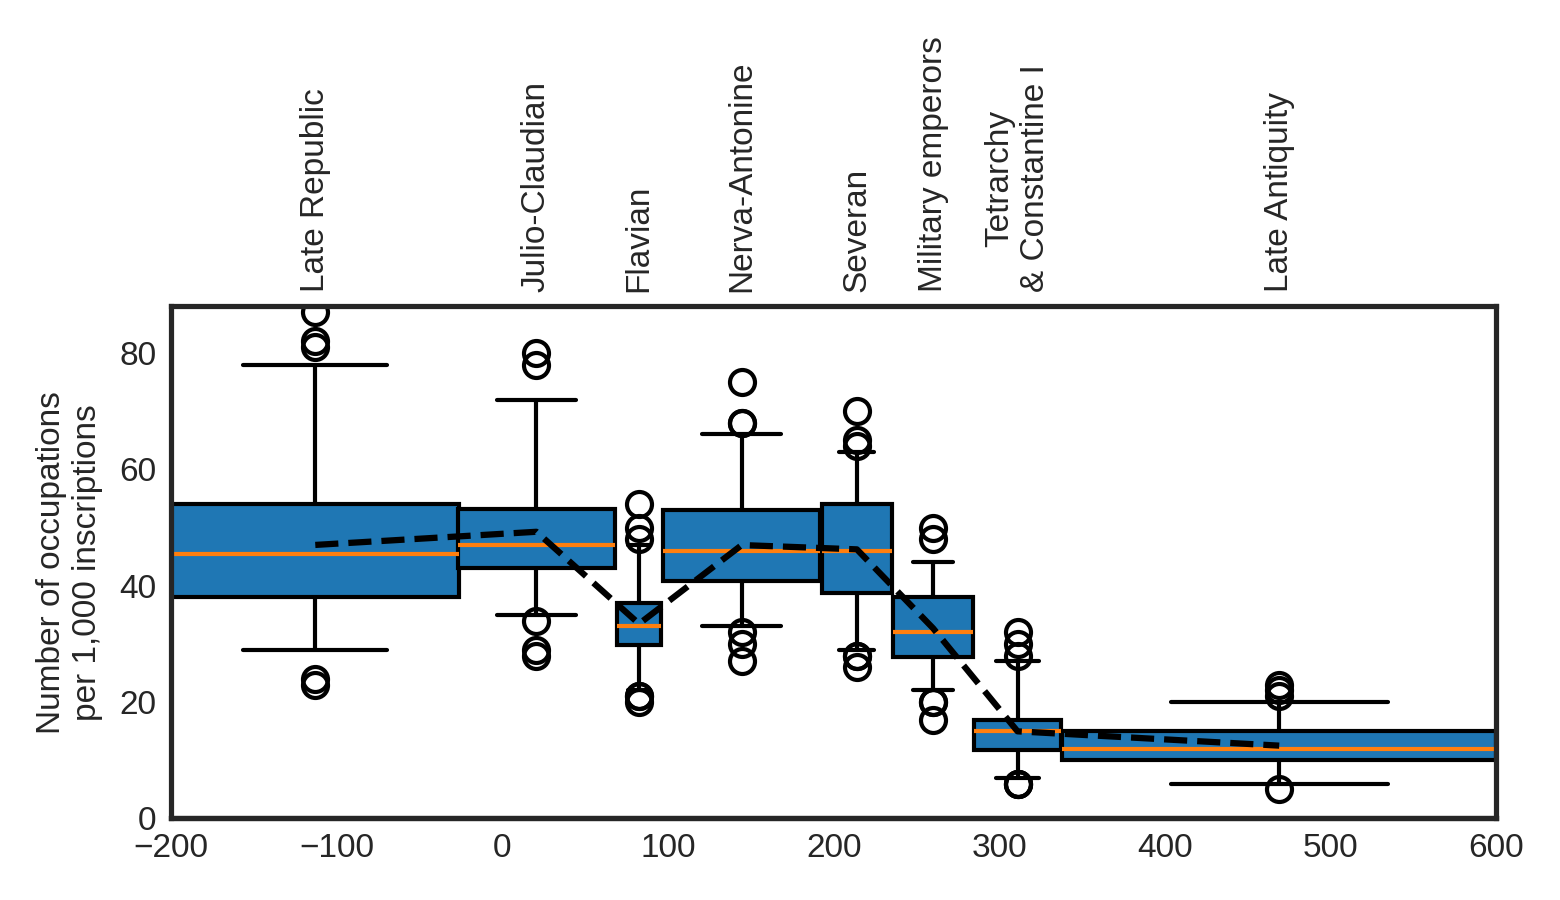 Late Republic
Julio-Claudian
Flavian
Nerva-Antonine
Severan
Military emperors
Tetrarchy
& Constantine I
Late Antiquity
Number of occupations
per 1,000 inscriptions
80
60
40
20
0
−200
−100
0
100
200
300
400
500
600